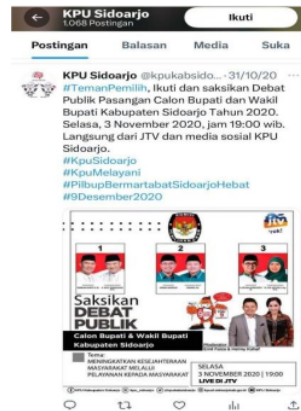 KPU Sidoarjo
1.068 Postingan
Ikuti
Postingan Balasan Media Suka
KPU Sidoarjo @kpukabsido... · 31/10/20 ...
#TemanPemilih, Ikuti dan saksikan Debat
Publik Pasangan Calon Bupati dan Wakil
Bupati Kabupaten Sidoarjo Tahun 2020.
Selasa, 3 November 2020, jam 19:00 wib.
Langsung dari JTV dan media sosial KPU
Sidoarjo.
#KpuSidoarjo
#KpuMelayani
#PilbupBermartabatSidoarjoHebat
#9Desember2020
KPU
jtv
1 2 3
Saksikan
DEBAT
PUBLIK
Calon Bupati & Wakil Bupati
Kabupaten Sidoarjo
Tema:
MENINGKATKAN KESEJAHTERAAN
MASYARAKAT MELALUI
PELAYANAN KEPADA MASYARAKAT
SELASA
3 NOVEMBER 2020 | 19:00
LIVE DI JTV